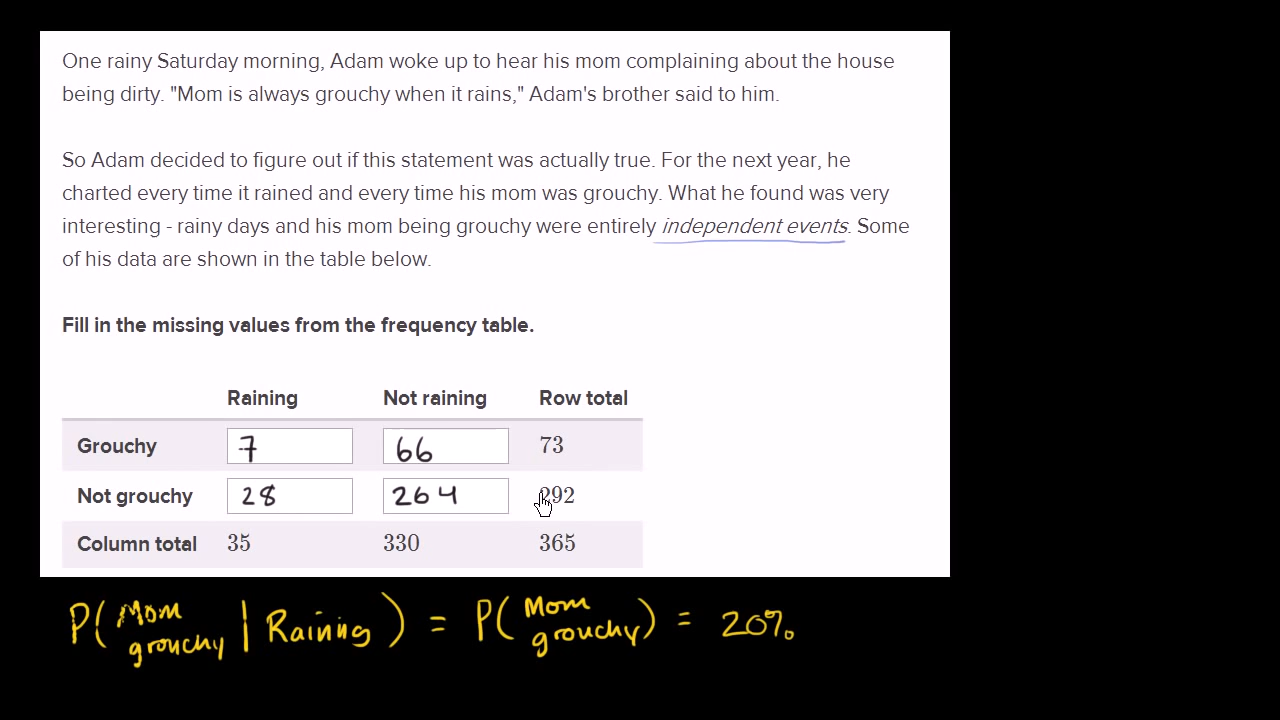 One rainy Saturday morning, Adam woke up to hear his mom complaining about the house
being dirty. "Mom is always grouchy when it rains," Adam's brother said to him.
So Adam decided to figure out if this statement was actually true. For the next year, he
charted every time it rained and every time his mom was grouchy. What he found was very
interesting - rainy days and his mom being grouchy were entirely independent events. Some
of his data are shown in the table below.
Fill in the missing values from the frequency table.
Raining Not raining Row total
Grouchy 7 66 73
Not grouchy 28 264 292
Column total 35 330 365
P(Mom grouchy | Raining) = P(Mom grouchy) = 20%